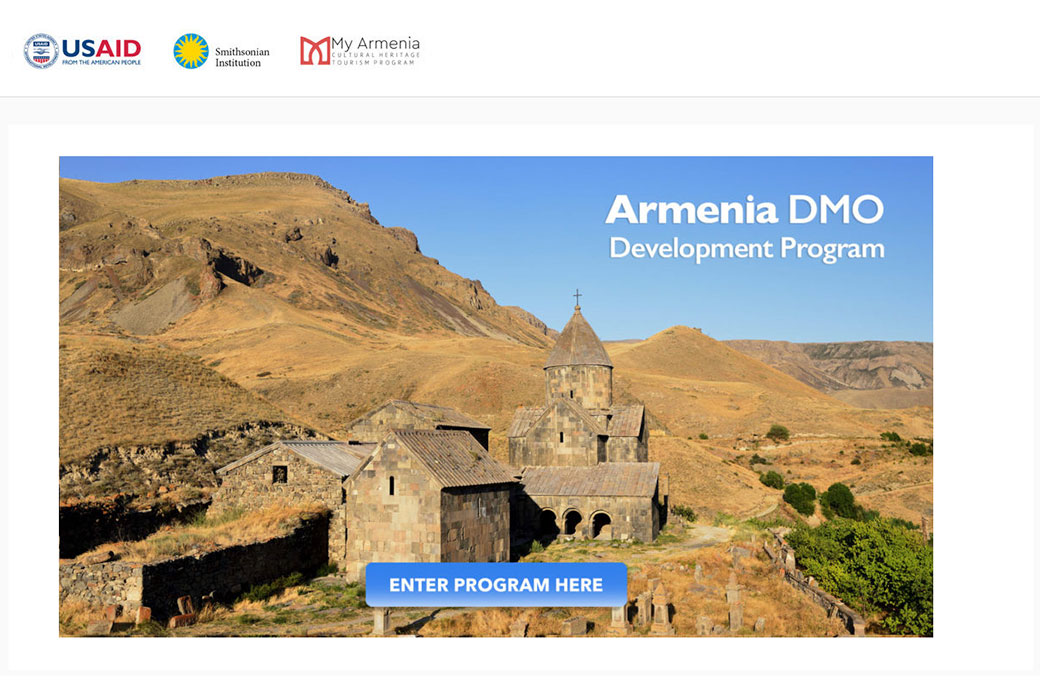 USAID
FROM THE AMERICAN PEOPLE
Smithsonian
Institution
My Armenia
CULTURAL HERITAGE
TOURISM PROGRAM
Armenia DMO
Development Program
ENTER PROGRAM HERE